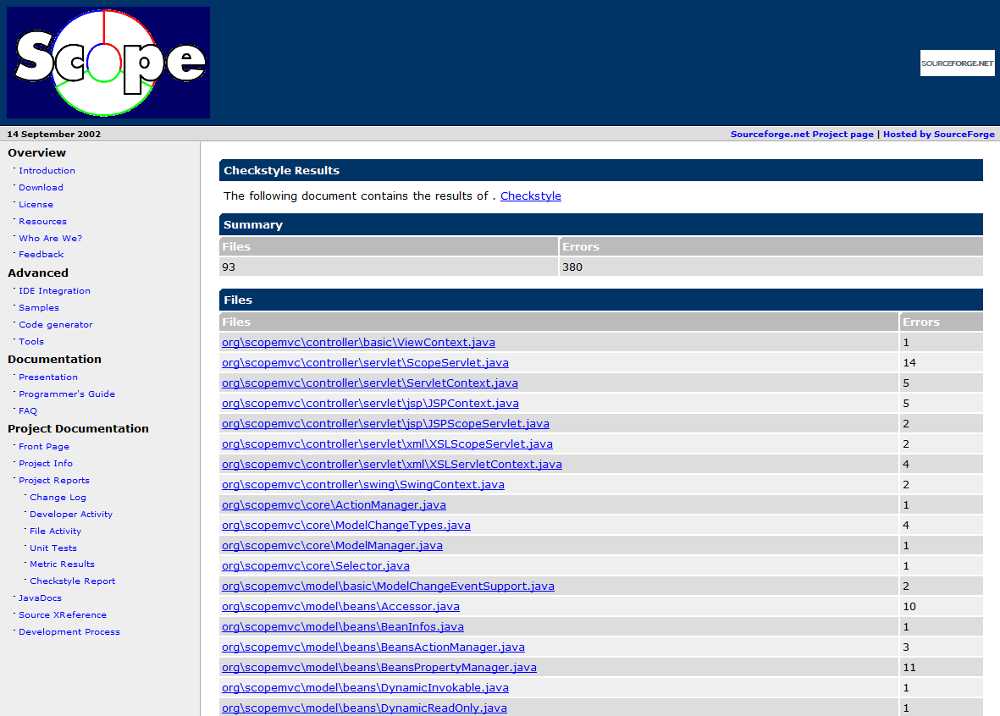 Scope
SOURCEFORGE.NET
14 September 2002
Sourceforge.net Project page | Hosted by SourceForge
Overview
Introduction
Download
License
Resources
Who Are We?
Feedback
Advanced
IDE Integration
Samples
Code generator
Tools
Documentation
Presentation
Programmer's Guide
FAQ
Project Documentation
Front Page
Project Info
Project Reports
Change Log
Developer Activity
File Activity
Unit Tests
Metric Results
Checkstyle Report
JavaDocs
Source XReference
Development Process
Checkstyle Results
The following document contains the results of . Checkstyle
Summary
Files Errors
93 380
Files
Files Errors
org\scopemvc\controller\basic\ViewContext.java 1
org\scopemvc\controller\servlet\ScopeServlet.java 14
org\scopemvc\controller\servlet\ServletContext.java 5
org\scopemvc\controller\servlet\jsp\JSPContext.java 5
org\scopemvc\controller\servlet\jsp\JSPScopeServlet.java 2
org\scopemvc\controller\servlet\xml\XSLScopeServlet.java 2
org\scopemvc\controller\servlet\xml\XSLServletContext.java 4
org\scopemvc\controller\swing\SwingContext.java 2
org\scopemvc\core\ActionManager.java 1
org\scopemvc\core\ModelChangeTypes.java 4
org\scopemvc\core\ModelManager.java 1
org\scopemvc\core\Selector.java 1
org\scopemvc\model\basic\ModelChangeEventSupport.java 2
org\scopemvc\model\beans\Accessor.java 10
org\scopemvc\model\beans\BeanInfos.java 1
org\scopemvc\model\beans\BeansActionManager.java 3
org\scopemvc\model\beans\BeansPropertyManager.java 11
org\scopemvc\model\beans\DynamicInvokable.java 1
org\scopemvc\model\beans\DynamicReadOnly.java 1